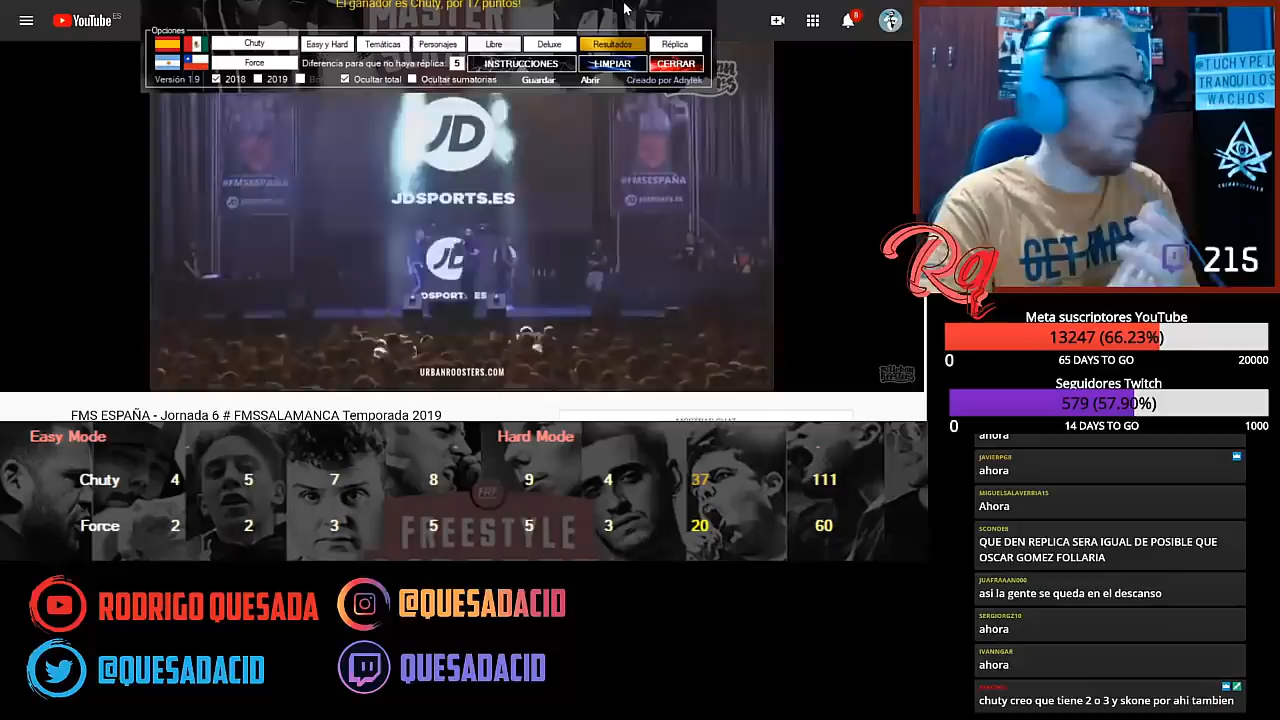 El ganador es Chuty, por 17 puntos!
YouTube ES
8
Opciones
Chuty
Easy y Hard
Temáticas
Personajes
Libre
Deluxe
Resultados
Réplica
Force
Diferencia para que no haya réplica:
5
INSTRUCCIONES
LIMPIAR
CERRAR
Versión 1.9
2018
2019
Ocultar total
Ocultar sumatorias
Guardar
Abrir
Creado por Adrylek
JD
JDSPORTS.ES
#FMSESPAÑA
#FMSESPAÑA
URBANROOSTERS.COM
FMS ESPAÑA - Jornada 6 # FMSSALAMANCA Temporada 2019
Easy Mode
Hard Mode
Chuty 4 5 7 8 9 4 37 111
Force 2 2 3 5 5 3 20 60
FREESTYLE
RODRIGO QUESADA
@QUESADACID
@QUESADACID
QUESADACID
@TUCHYPE
TRANQUILOS
WACHOS
Rq
215
Meta suscriptores YouTube
13247 (66.23%)
0
65 DAYS TO GO
20000
Seguidores Twitch
579 (57.90%)
0
14 DAYS TO GO
1000
ahora
JAVIERPGR
ahora
MIGUELSALAVERRIA15
Ahora
SCONDE8
QUE DEN REPLICA SERA IGUAL DE POSIBLE QUE
OSCAR GOMEZ FOLLARIA
JUAFRAAAN000
asi la gente se queda en el descanso
SERGIORGZ10
ahora
IVANNGAR
ahora
chuty creo que tiene 2 o 3 y skone por ahi tambien